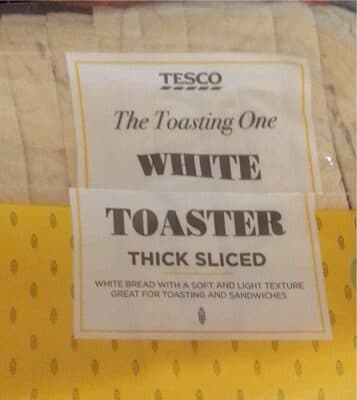 TESCO
The Toasting One
WHITE
TOASTER
THICK SLICED
WHITE BREAD WITH A SOFT AND LIGHT TEXTURE
GREAT FOR TOASTING AND SANDWICHES